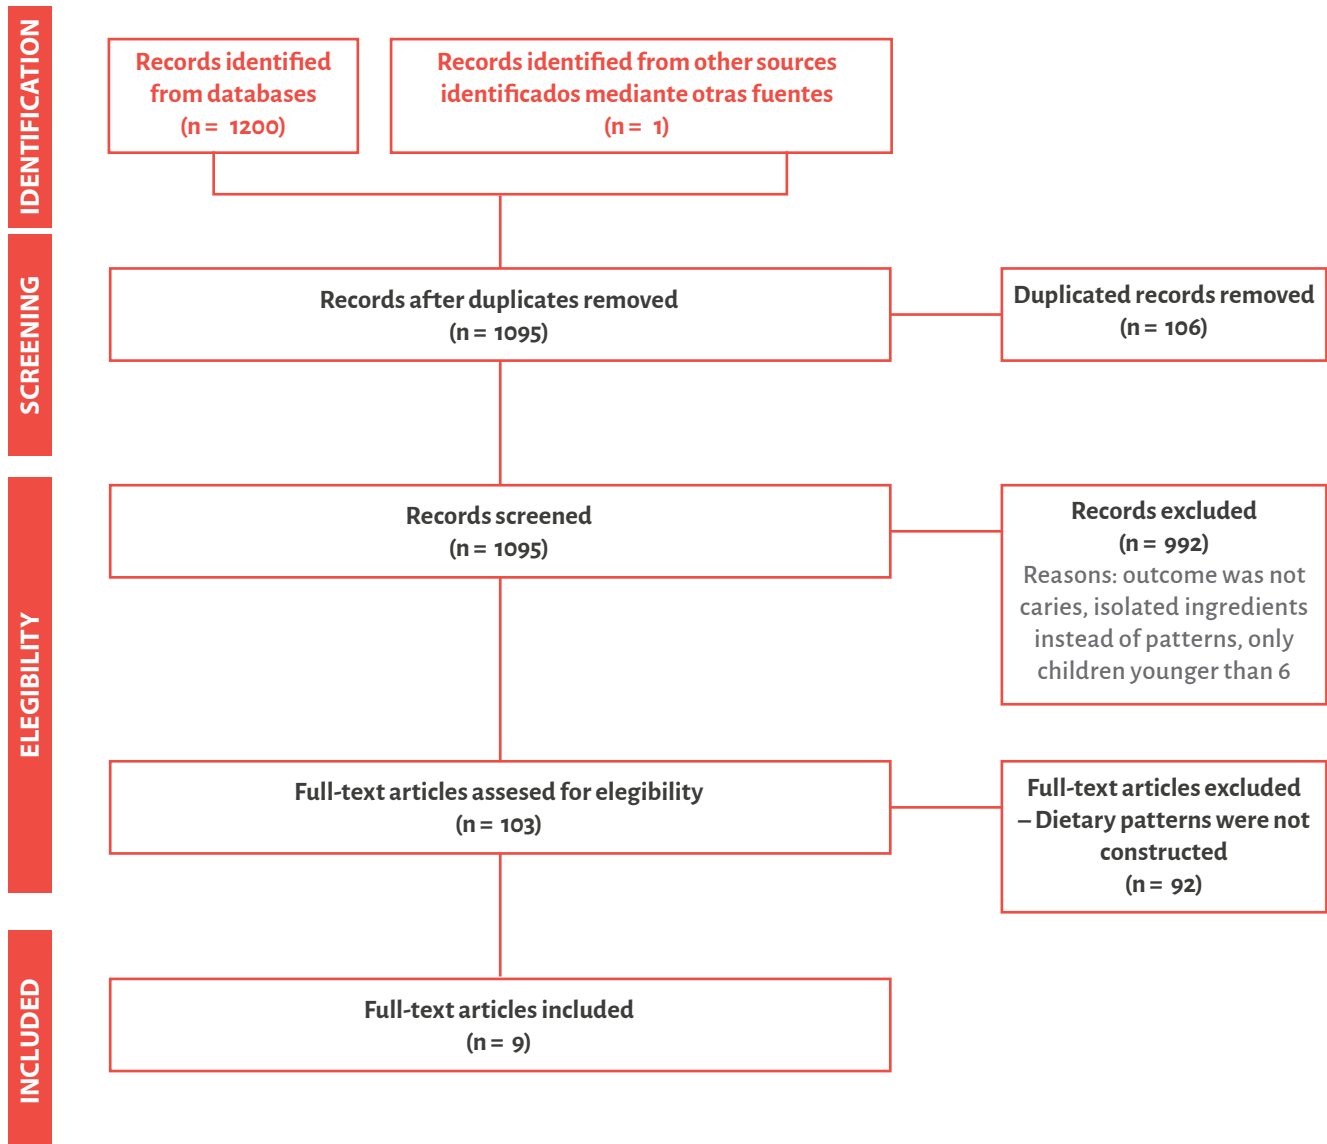 IDENTIFICATION
Records identified
from databases
(n = 1200)
Records identified from other sources
identificados mediante otras fuentes
(n = 1)
SCREENING
Records after duplicates removed
(n = 1095)
Duplicated records removed
(n = 106)
ELEGIBILITY
Records screened
(n = 1095)
Records excluded
(n = 992)
Reasons: outcome was not
caries, isolated ingredients
instead of patterns, only
children younger than 6
Full-text articles assesed for elegibility
(n = 103)
Full-text articles excluded
– Dietary patterns were not
constructed
(n = 92)
INCLUDED
Full-text articles included
(n = 9)